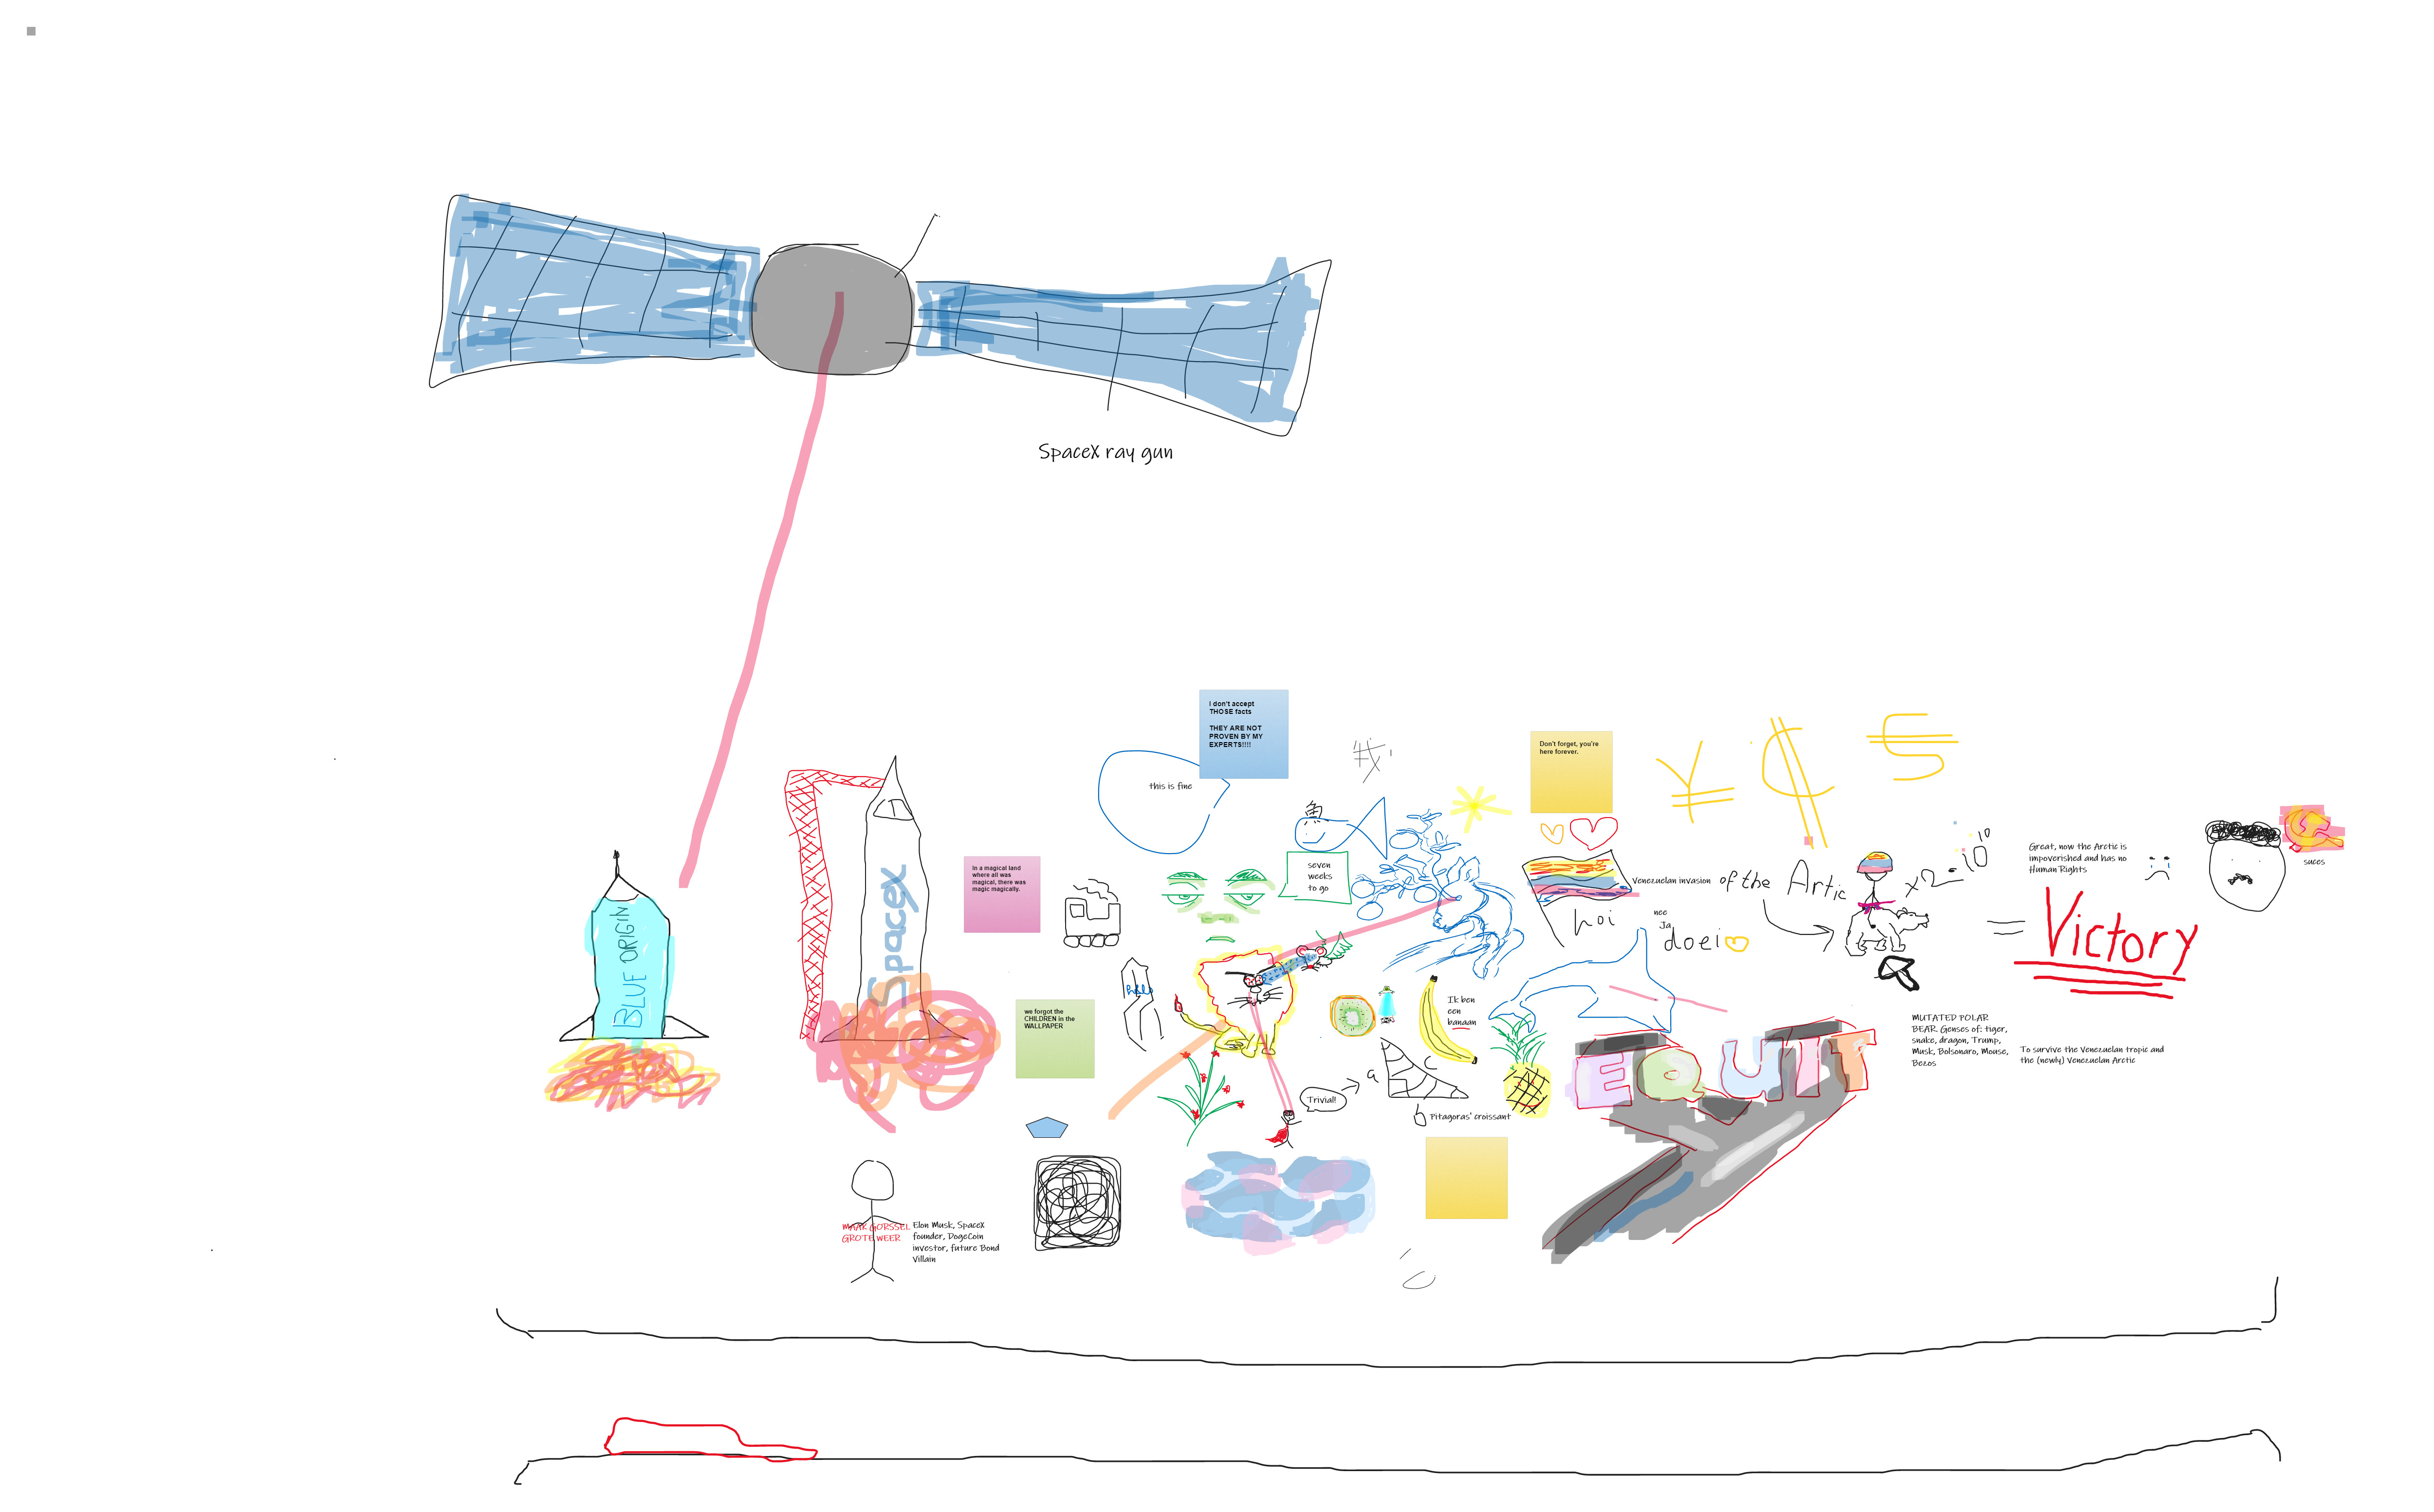 SpaceX ray gun
I don't accept
THOSE facts
THEY ARE NOT
PROVEN BY MY
EXPERTS!!!!
this is fine
Don't forget, you're
here forever.
¥ $
魚
seven
weeks
to go
In a magical land
where all was
magical, there was
magic magically.
BLUE ORIGIN
SpaceX
Venezuelan invasion
of the Artic
hoi
nee
Ja
doei
x2
=
Victory
Great, now the Arctic is
impoverished and has no
Human Rights
suces
we forgot the
CHILDREN in the
WALLPAPER
Ik ben
een
banaan
Trivial!
a
b
c
Pitagoras' croissant
EQUIT
MUTATED POLAR
BEAR. Genses of: tiger,
snake, dragon, Trump,
Musk, Bolsonaro, Mouse,
Bezos
To survive the Venezuelan tropic and
the (newly) Venezuelan Arctic
MAAK GORSSEL
GROTE WEER
Elon Musk, SpaceX
founder, DogeCoin
investor, future Bond
Villain